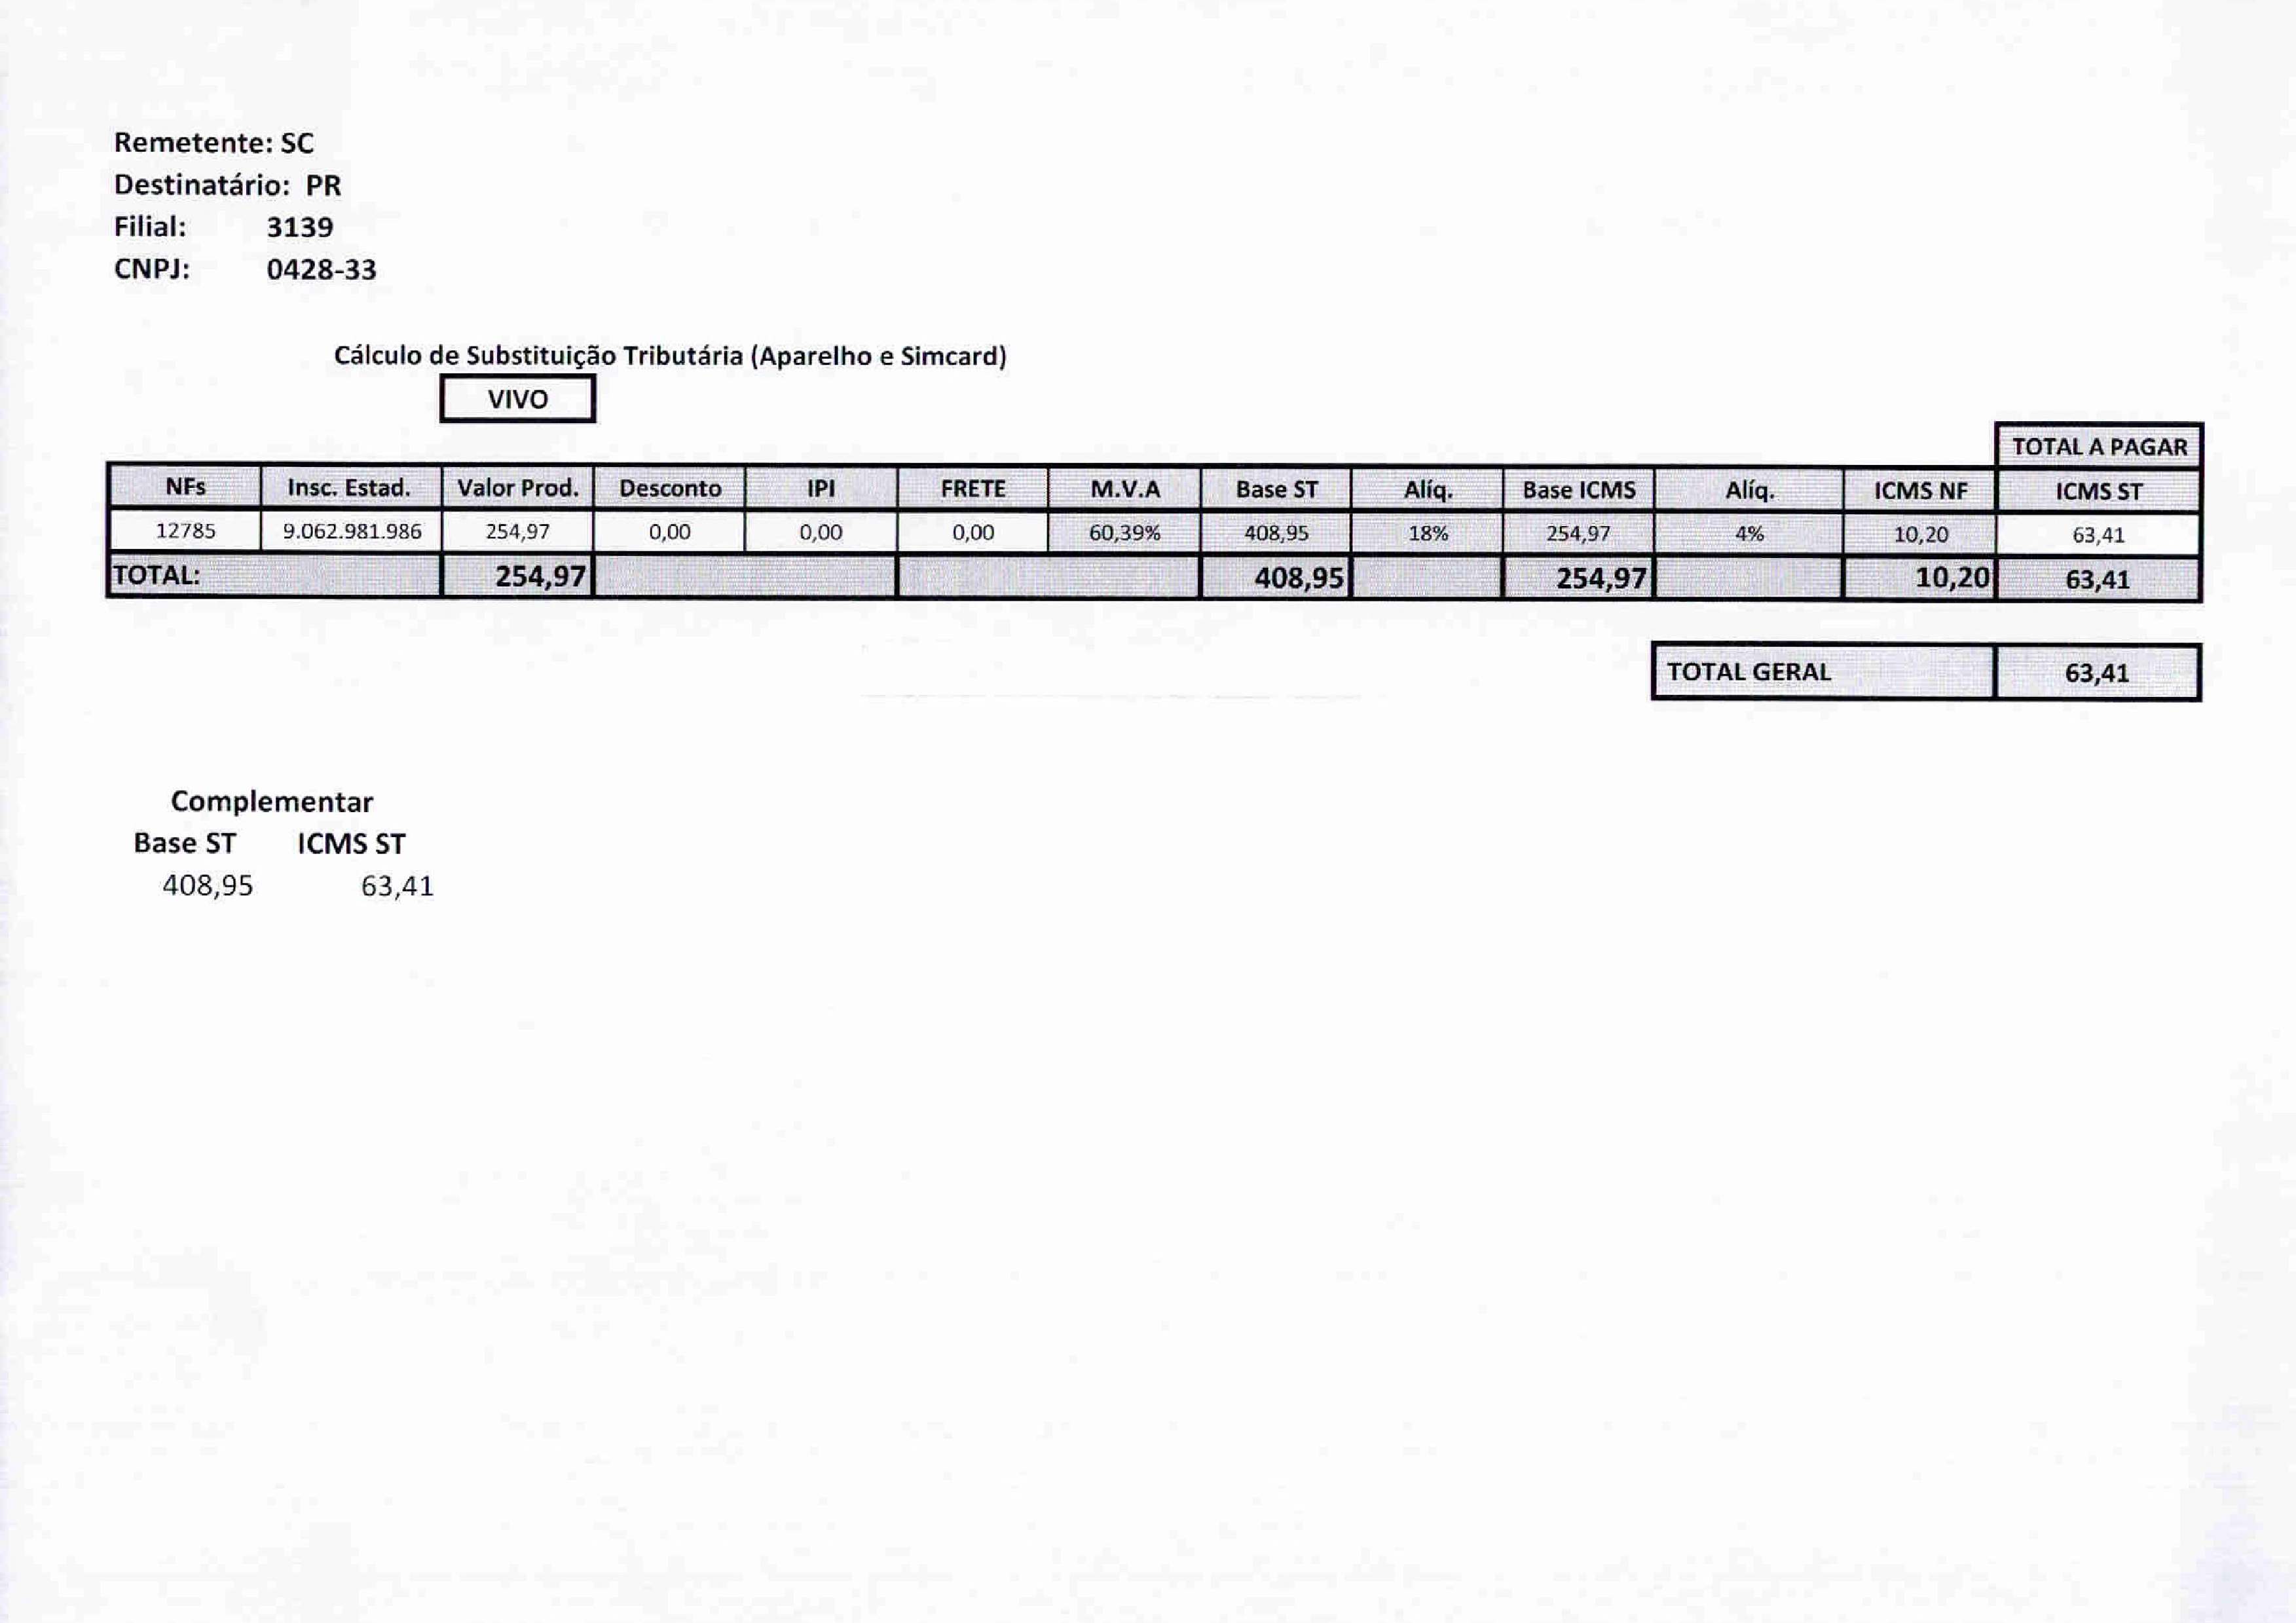 Remetente: SC
Destinatário: PR
Filial: 3139
CNPJ: 0428-33
Cálculo de Substituição Tributária (Aparelho e Simcard)
VIVO
TOTAL A PAGAR
NFs Insc. Estad. Valor Prod. Desconto IPI FRETE M.V.A Base ST Alíq. Base ICMS Alíq. ICMS NF ICMS ST
12785 9.062.981.986 254,97 0,00 0,00 0,00 60,39% 408,95 18% 254,97 4% 10,20 63,41
TOTAL: 254,97 408,95 254,97 10,20 63,41
TOTAL GERAL 63,41
Complementar
Base ST ICMS ST
408,95 63,41